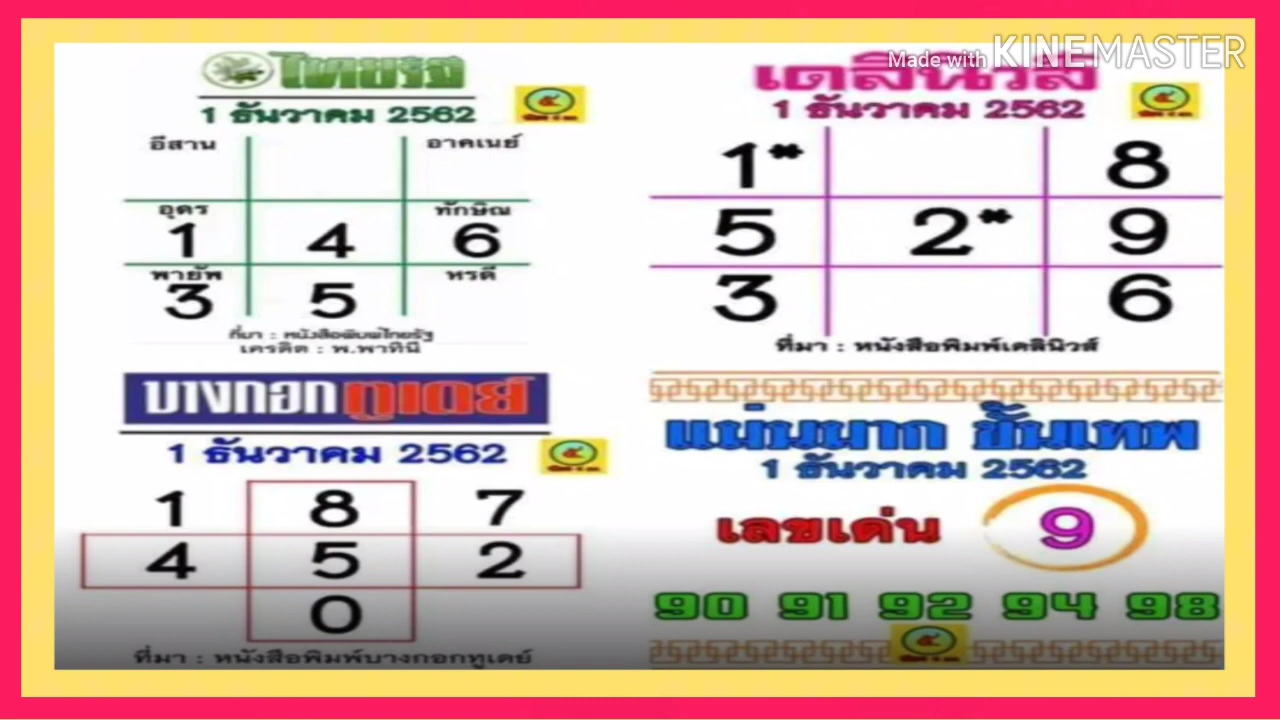 Made with KINEMASTER
ไทยรัฐ
1 ธันวาคม 2562
๕
อีสาน อาคเนย์
อุดร ทักษิณ
1 4 6
พายัพ หรดี
3 5
ที่มา : หนังสือพิมพ์ไทยรัฐ
เครดิต : พ.พาทินี
เดลินิวส์
1 ธันวาคม 2562
๕
1* 8
5 2* 9
3 6
ที่มา : หนังสือพิมพ์เดลินิวส์
บางกอกทูเดย์
1 ธันวาคม 2562
๕
1 8 7
4 5 2
0
ที่มา : หนังสือพิมพ์บางกอกทูเดย์
แม่นมาก ขั้นเทพ
1 ธันวาคม 2562
เลขเด่น 9
90 91 92 94 98
๕